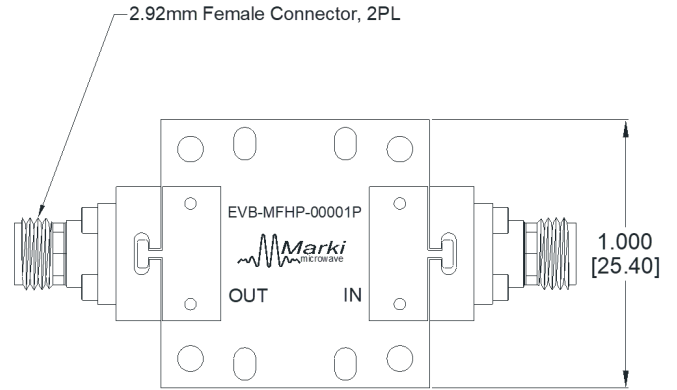 2.92mm Female Connector, 2PL
EVB-MFHP-00001P
Marki
microwave
OUT
IN
1.000
[25.40]